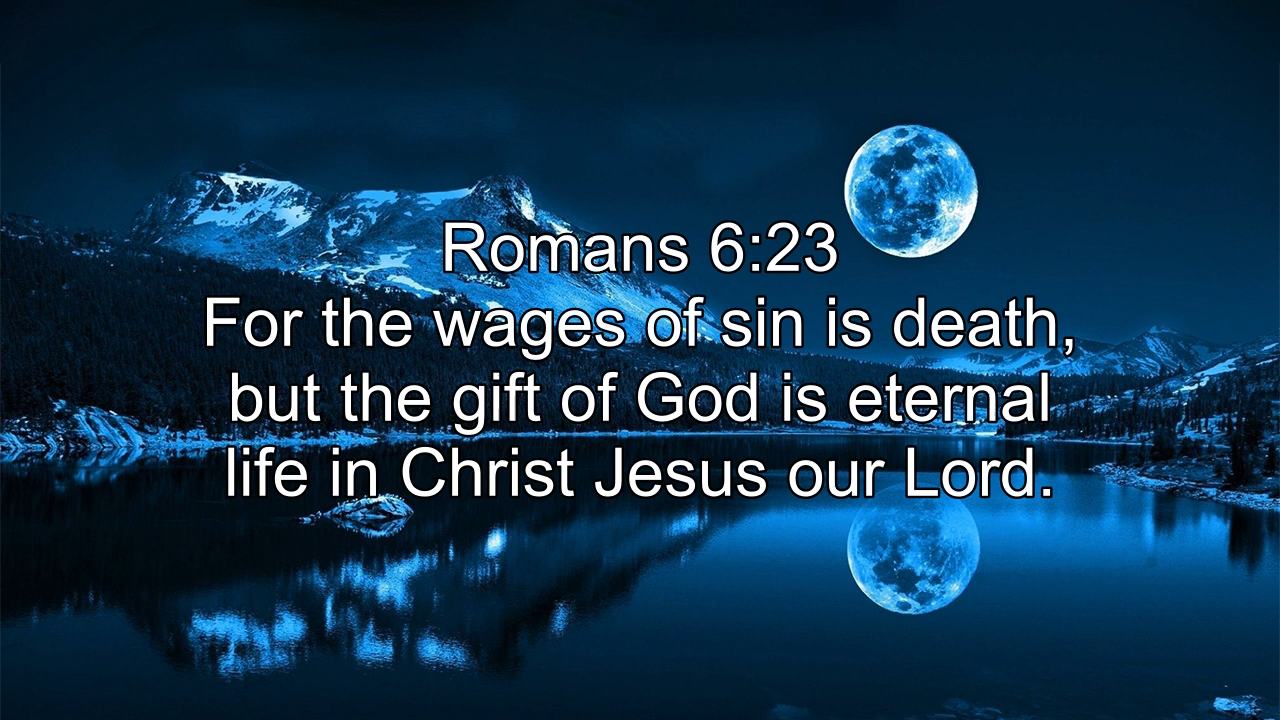 Romans 6:23
For the wages of sin is death,
but the gift of God is eternal
life in Christ Jesus our Lord.